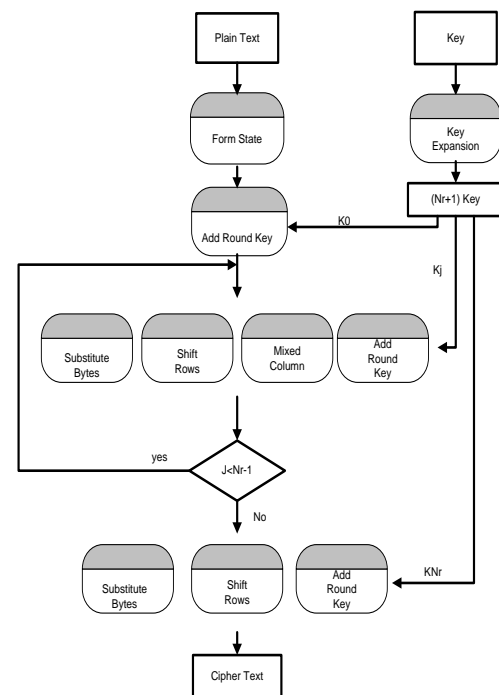 Plain Text
Key
Form State
Key
Expansion
(Nr+1) Key
K0
Add Round Key
Kj
Substitute
Bytes
Shift
Rows
Mixed
Column
Add
Round
Key
yes
J<Nr-1
No
Substitute
Bytes
Shift
Rows
Add
Round
Key
KNr
Cipher Text